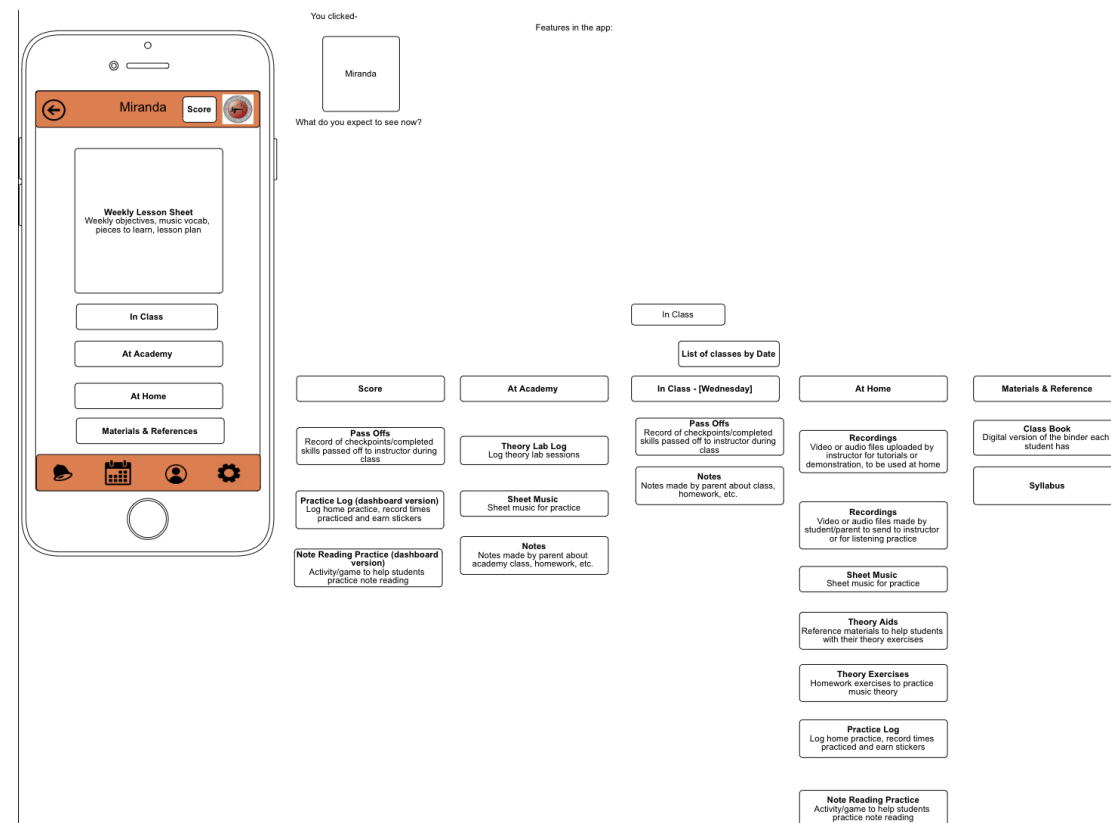 You clicked-
Features in the app:
Miranda
What do you expect to see now?
Miranda
Score
Weekly Lesson Sheet
Weekly objectives, music vocab,
pieces to learn, lesson plan
In Class
At Academy
At Home
Materials & References
Score
Pass Offs
Record of checkpoints/completed
skills passed off to instructor during
class
Practice Log (dashboard version)
Log home practice, record times
practiced and earn stickers
Note Reading Practice (dashboard
version)
Activity/game to help students
practice note reading
At Academy
Theory Lab Log
Log theory lab sessions
Sheet Music
Sheet music for practice
Notes
Notes made by parent about
academy class, homework, etc.
In Class
List of classes by Date
In Class - [Wednesday]
Pass Offs
Record of checkpoints/completed
skills passed off to instructor during
class
Notes
Notes made by parent about class,
homework, etc.
At Home
Recordings
Video or audio files uploaded by
instructor for tutorials or
demonstration, to be used at home
Recordings
Video or audio files made by
student/parent to send to instructor
or for listening practice
Sheet Music
Sheet music for practice
Theory Aids
Reference materials to help students
with their theory exercises
Theory Exercises
Homework exercises to practice
music theory
Practice Log
Log home practice, record times
practiced and earn stickers
Note Reading Practice
Activity/game to help students
practice note reading
Materials & Reference
Class Book
Digital version of the binder each
student has
Syllabus